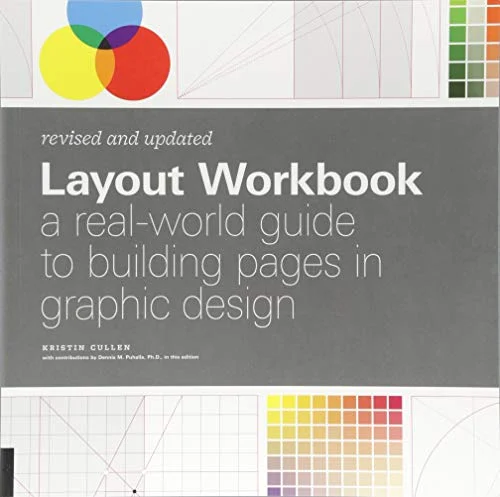 revised and updated
Layout Workbook
a real-world guide
to building pages in
graphic design
KRISTIN CULLEN
with contributions by Dennis M. Puhalla, Ph.D., in this edition